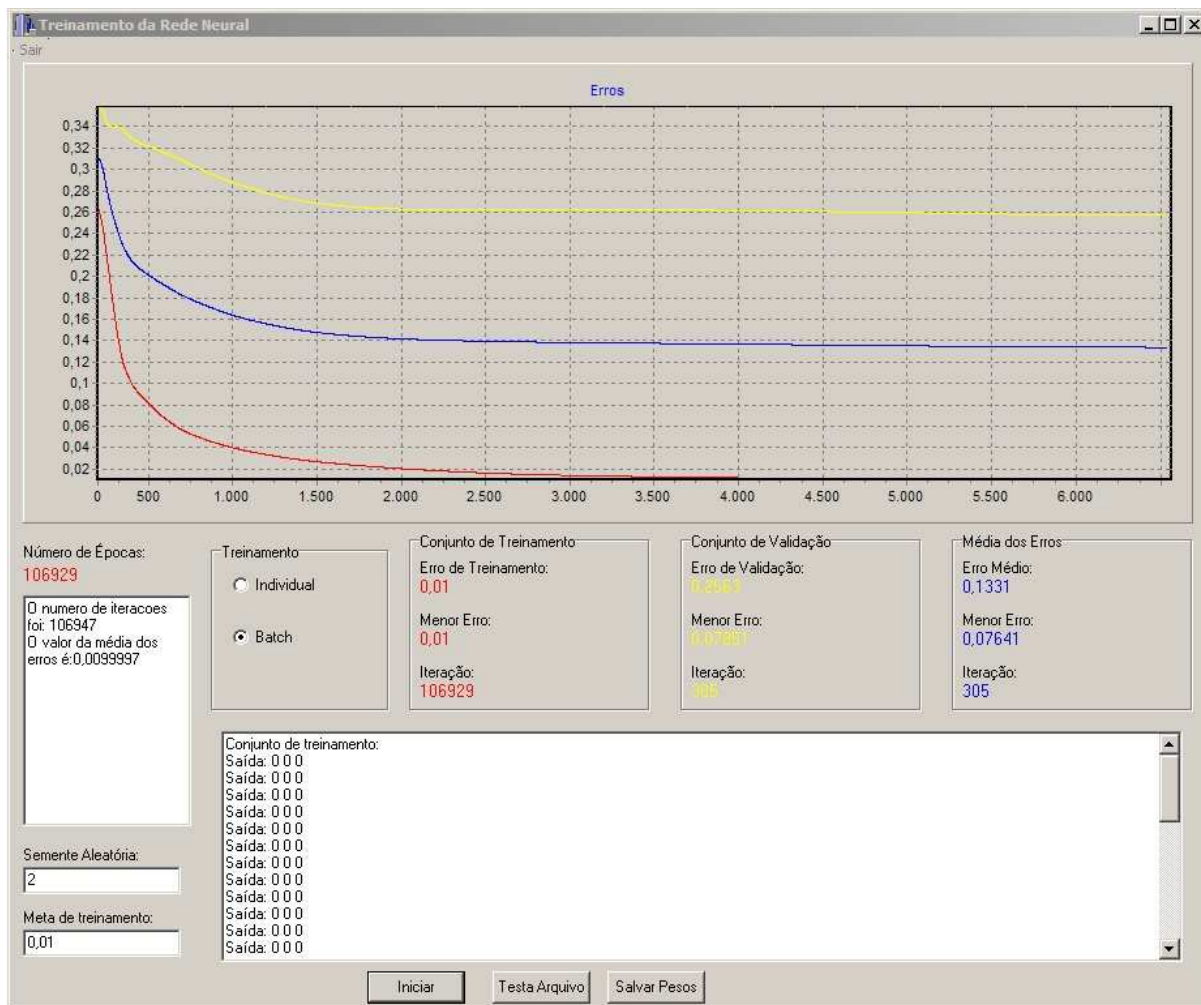 Treinamento da Rede Neural
Sair
Erros
0,34
0,32
0,3
0,28
0,26
0,24
0,22
0,2
0,18
0,16
0,14
0,12
0,1
0,08
0,06
0,04
0,02
0 500 1.000 1.500 2.000 2.500 3.000 3.500 4.000 4.500 5.000 5.500 6.000
Número de Épocas:
106929
O numero de iteracoes
foi: 106947
O valor da média dos
erros é:0,0099997
Semente Aleatória:
2
Meta de treinamento:
0,01
Treinamento
Individual
Batch
Conjunto de Treinamento
Erro de Treinamento:
0,01
Menor Erro:
0,01
Iteração:
106929
Conjunto de Validação
Erro de Validação:
0,2563
Menor Erro:
Iteração:
305
Média dos Erros
Erro Médio:
0,1331
Menor Erro:
0,07641
Iteração:
305
Conjunto de treinamento:
Saída: 0 0 0
Saída: 0 0 0
Saída: 0 0 0
Saída: 0 0 0
Saída: 0 0 0
Saída: 0 0 0
Saída: 0 0 0
Saída: 0 0 0
Saída: 0 0 0
Saída: 0 0 0
Saída: 0 0 0
Saída: 0 0 0
Iniciar
Testa Arquivo
Salvar Pesos